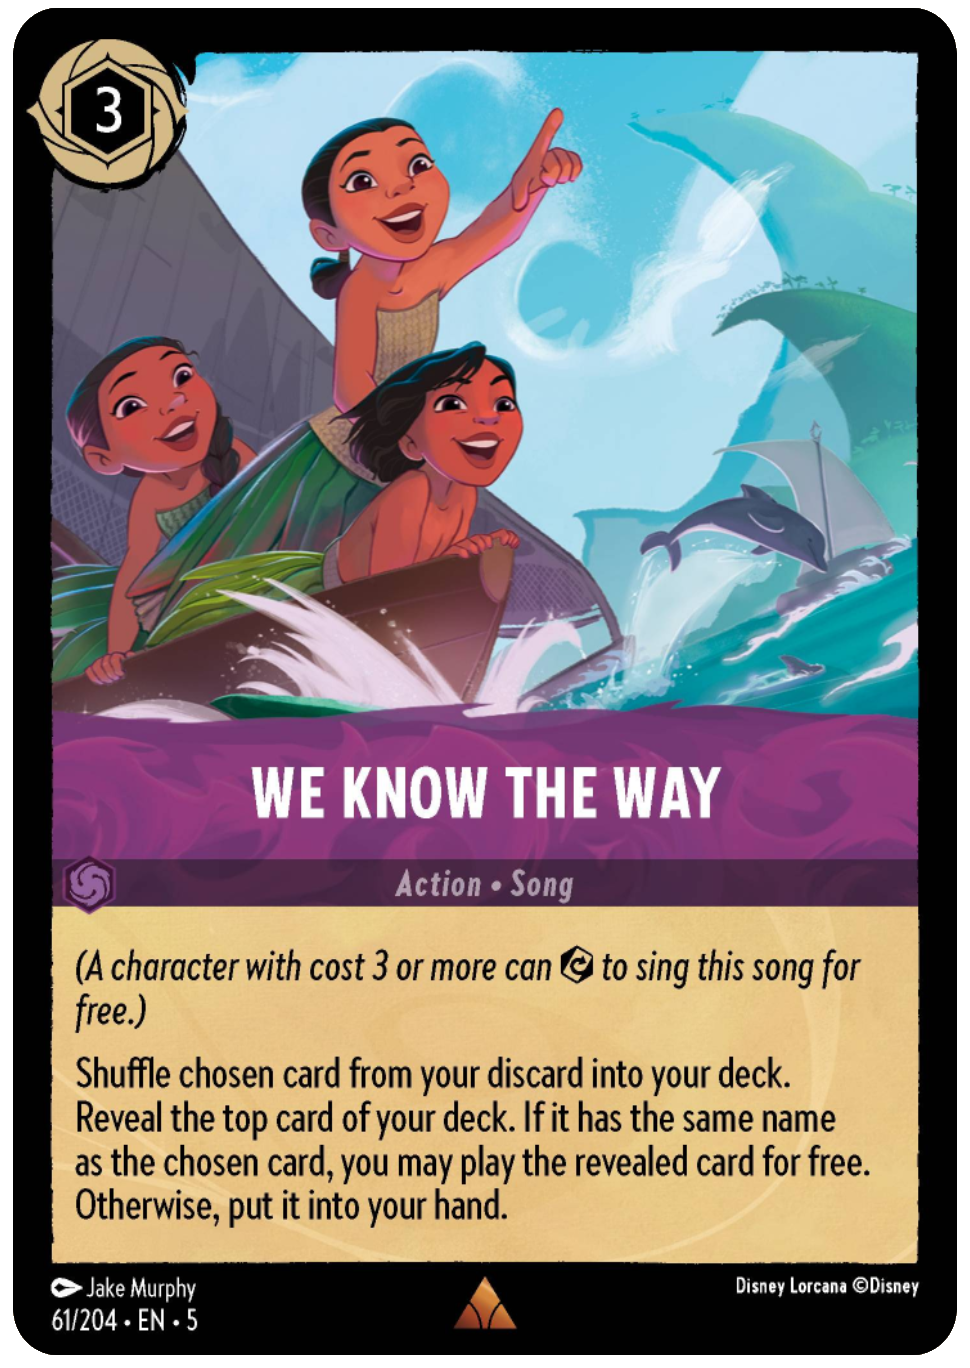 3
WE KNOW THE WAY
Action • Song
(A character with cost 3 or more can to sing this song for
free.)
Shuffle chosen card from your discard into your deck.
Reveal the top card of your deck. If it has the same name
as the chosen card, you may play the revealed card for free.
Otherwise, put it into your hand.
Jake Murphy
Disney Lorcana ©Disney
61/204 • EN • 5